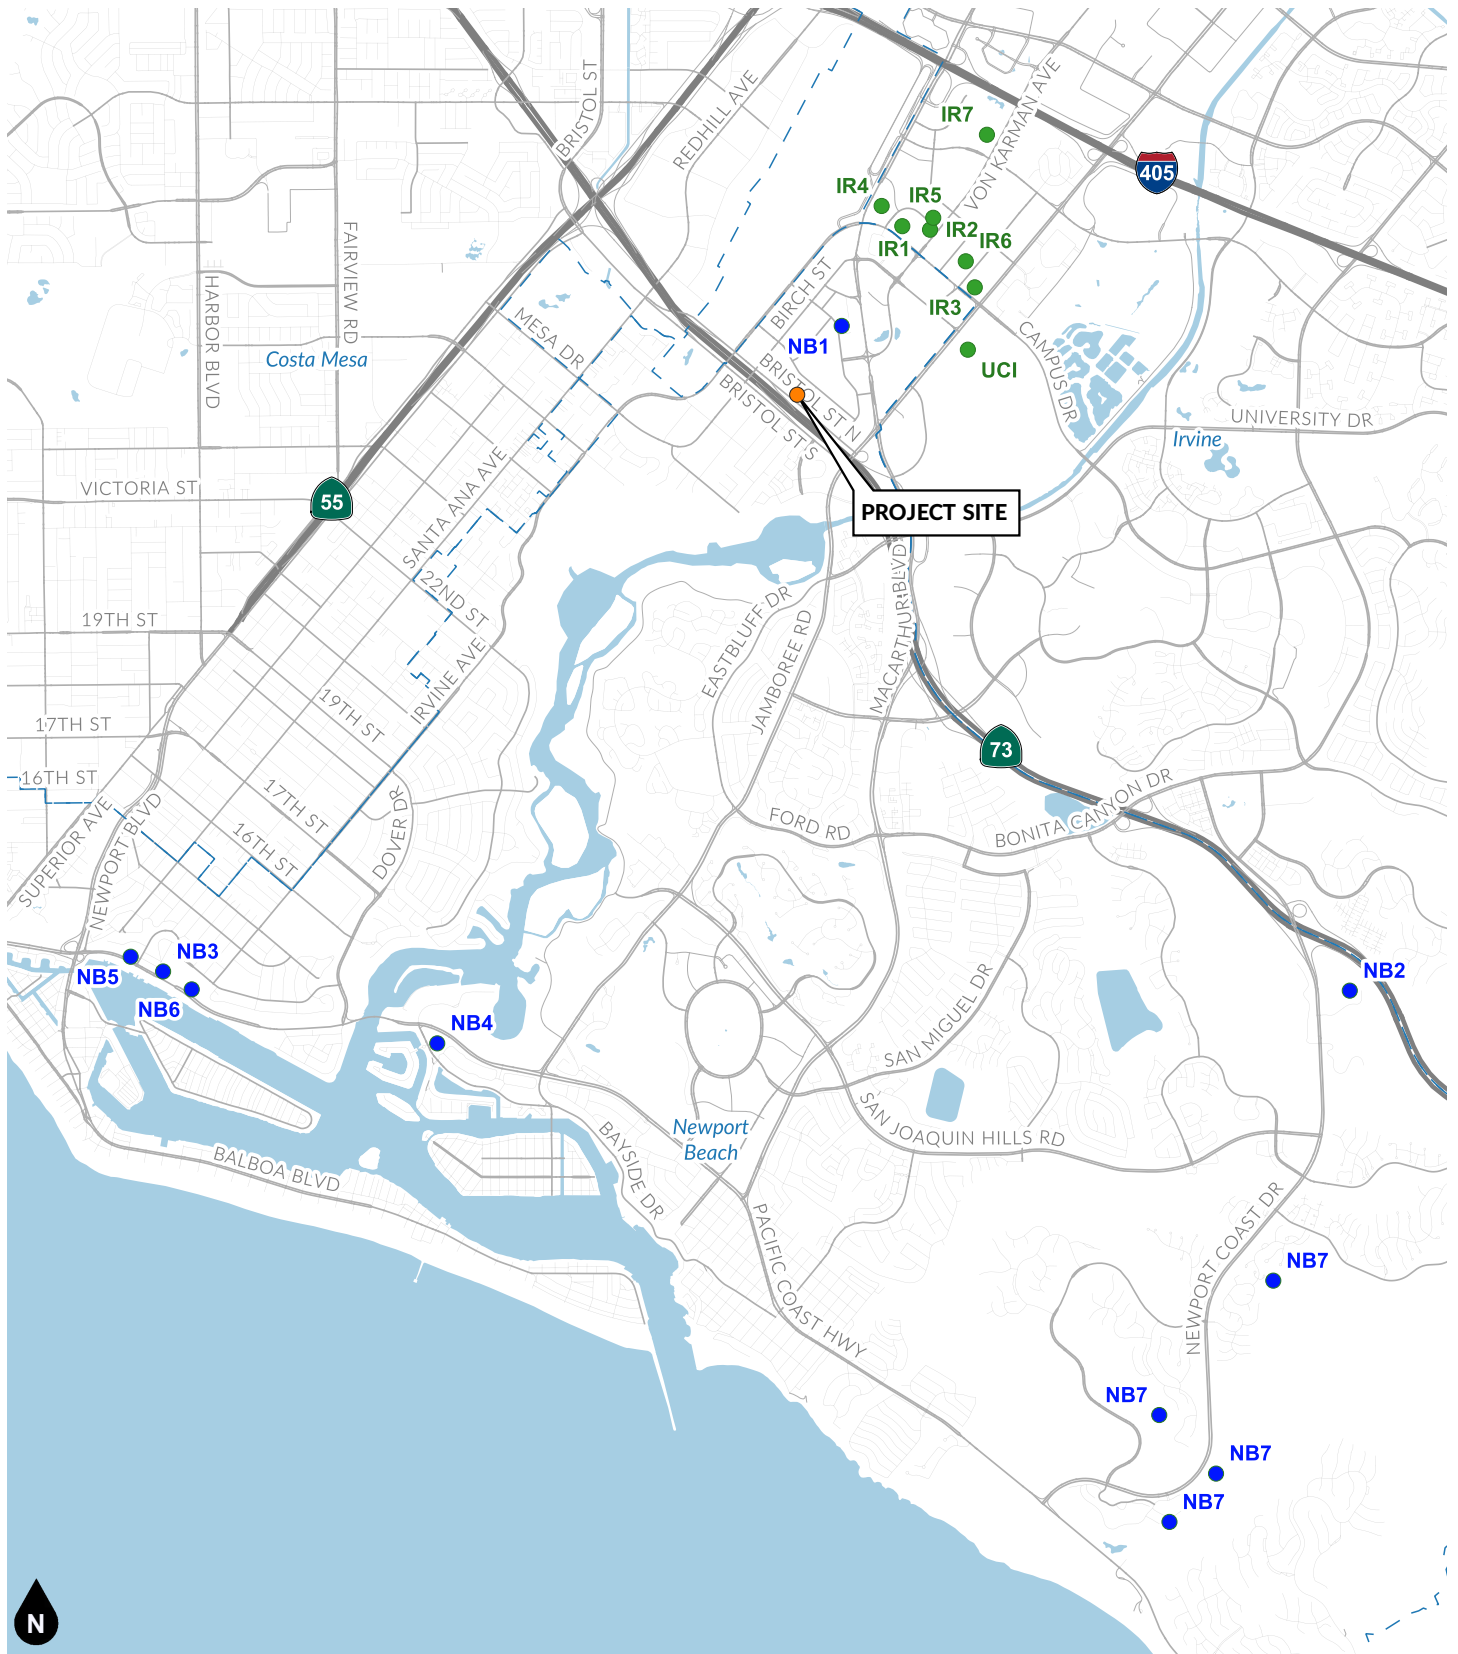 BRISTOL ST
REDHILL AVE
VON KARMAN AVE
IR7
405
IR4
IR5
IR2
IR1
IR6
IR3
FAIRVIEW RD
HARBOR BLVD
BIRCH ST
MESA DR
Costa Mesa
NB1
UCI
CAMPUS DR
BRISTOL ST N
BRISTOL ST S
UNIVERSITY DR
Irvine
VICTORIA ST
55
SANTA ANA AVE
PROJECT SITE
S 22ND ST
19TH ST
EASTBLUFF DR
JAMBOREE RD
MACARTHUR BLVD
IRVINE AVE
19TH ST
17TH ST
73
16TH ST
SUPERIOR AVE
NEWPORT BLVD
17TH ST
16TH ST
DOVER DR
FORD RD
BONITA CANYON DR
NB5
NB3
NB6
NB4
NB2
SAN MIGUEL DR
SAN JOAQUIN HILLS RD
Newport
Beach
BAYSIDE DR
BALBOA BLVD
PACIFIC COAST HWY
NEWPORT COAST DR
NB7
NB7
NB7
NB7
N